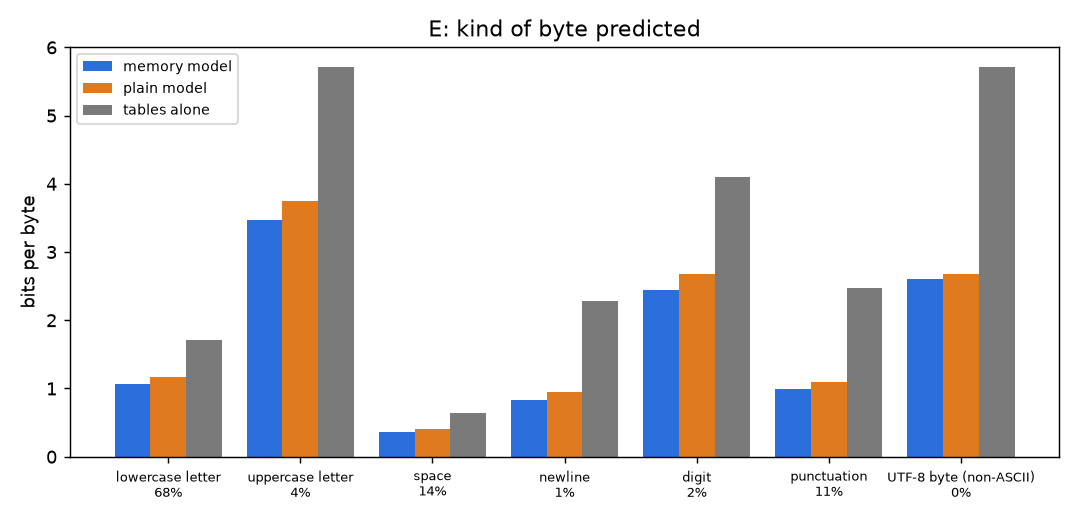 E: kind of byte predicted
memory model
plain model
tables alone
bits per byte
6
5
4
3
2
1
0
lowercase letter
68%
uppercase letter
4%
space
14%
newline
1%
digit
2%
punctuation
11%
UTF-8 byte (non-ASCII)
0%